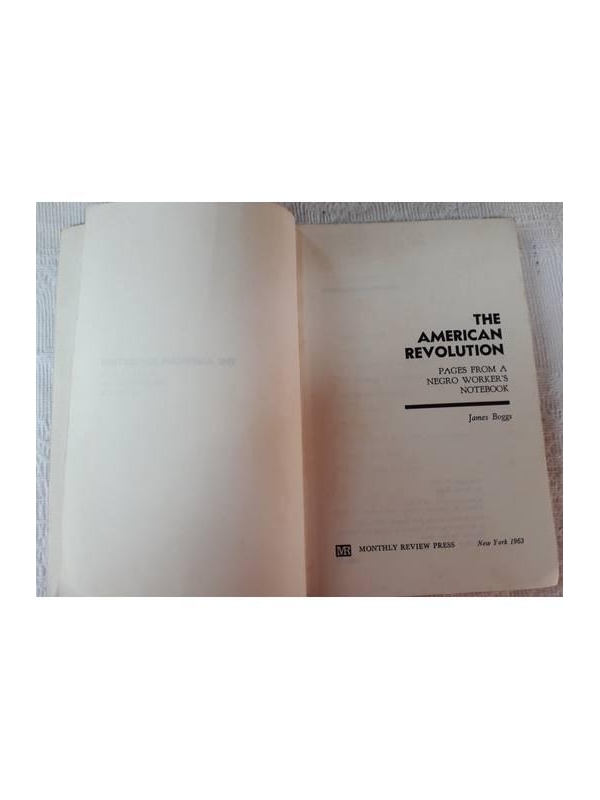 THE
AMERICAN
REVOLUTION
PAGES FROM A
NEGRO WORKER'S
NOTEBOOK
James Boggs
MR MONTHLY REVIEW PRESS New York 1963